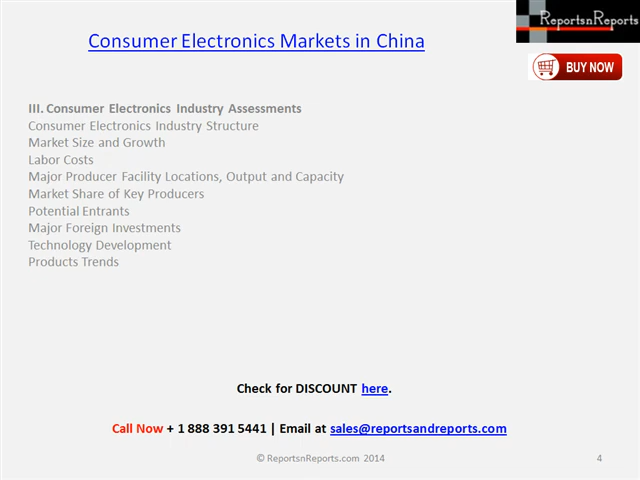 ReportsnReports
Consumer Electronics Markets in China
BUY NOW
III. Consumer Electronics Industry Assessments
Consumer Electronics Industry Structure
Market Size and Growth
Labor Costs
Major Producer Facility Locations, Output and Capacity
Market Share of Key Producers
Potential Entrants
Major Foreign Investments
Technology Development
Products Trends
Check for DISCOUNT here.
Call Now + 1 888 391 5441 | Email at sales@reportsandreports.com
© ReportsnReports.com 2014
4